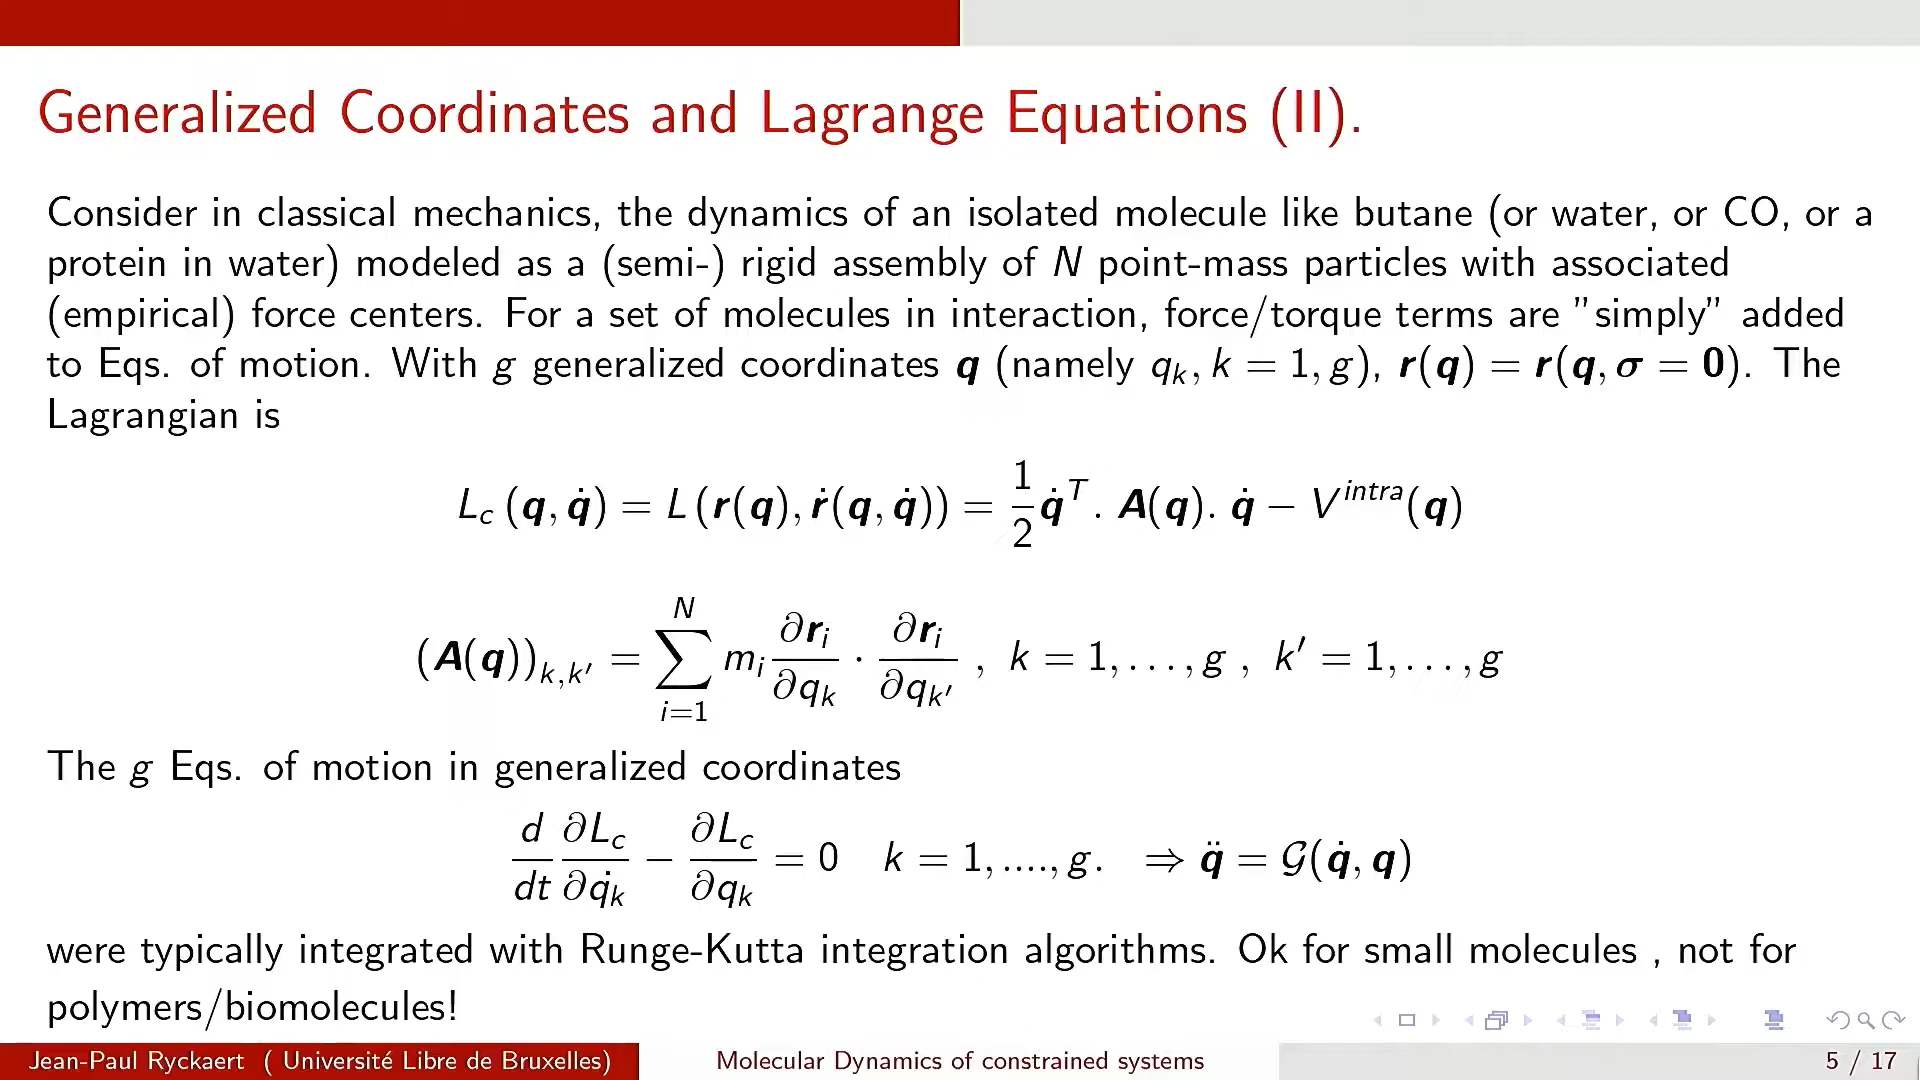 Generalized Coordinates and Lagrange Equations (II).
Consider in classical mechanics, the dynamics of an isolated molecule like butane (or water, or CO, or a
protein in water) modeled as a (semi-) rigid assembly of N point-mass particles with associated
(empirical) force centers. For a set of molecules in interaction, force/torque terms are ”simply” added
to Eqs. of motion. With g generalized coordinates q (namely qₖ, k = 1, g), r(q) = r(q, σ = 0). The
Lagrangian is
L_c (q, q̇) = L (r(q), ṙ(q, q̇)) = 1/2 q̇^T . A(q). q̇ − V^intra(q)
(A(q))_{k,k′} = ∑_{i=1}^{N} m_i ∂r_i/∂q_k · ∂r_i/∂q_{k′} , k = 1, . . . , g , k′ = 1, . . . , g
The g Eqs. of motion in generalized coordinates
d/dt ∂L_c/∂q̇_k − ∂L_c/∂q_k = 0 k = 1, ...., g. ⇒ q̈ = 𝒢(q̇, q)
were typically integrated with Runge-Kutta integration algorithms. Ok for small molecules , not for
polymers/biomolecules!
Jean-Paul Ryckaert ( Université Libre de Bruxelles) Molecular Dynamics of constrained systems 5 / 17